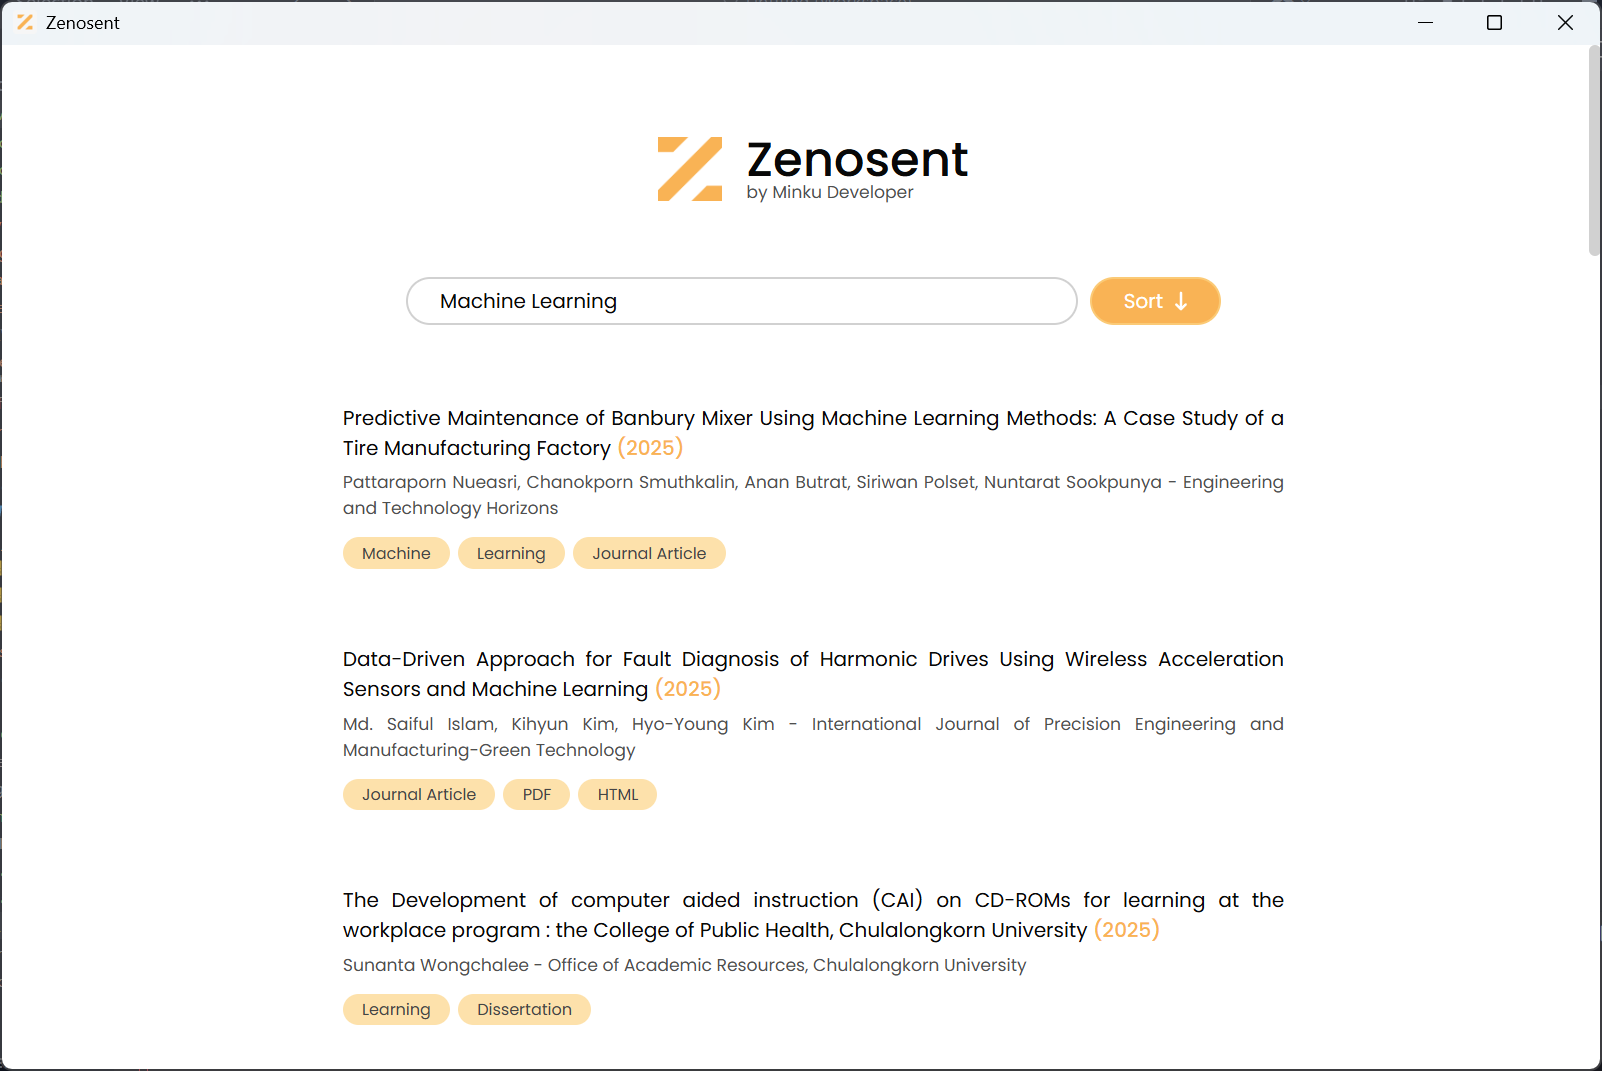 Zenosent
Zenosent
by Minku Developer
Machine Learning
Sort ↓
Predictive Maintenance of Banbury Mixer Using Machine Learning Methods: A Case Study of a
Tire Manufacturing Factory (2025)
Pattaraporn Nueasri, Chanokporn Smuthkalin, Anan Butrat, Siriwan Polset, Nuntarat Sookpunya - Engineering
and Technology Horizons
Machine Learning Journal Article
Data-Driven Approach for Fault Diagnosis of Harmonic Drives Using Wireless Acceleration
Sensors and Machine Learning (2025)
Md. Saiful Islam, Kihyun Kim, Hyo-Young Kim - International Journal of Precision Engineering and
Manufacturing-Green Technology
Journal Article PDF HTML
The Development of computer aided instruction (CAI) on CD-ROMs for learning at the
workplace program : the College of Public Health, Chulalongkorn University (2025)
Sunanta Wongchalee - Office of Academic Resources, Chulalongkorn University
Learning Dissertation